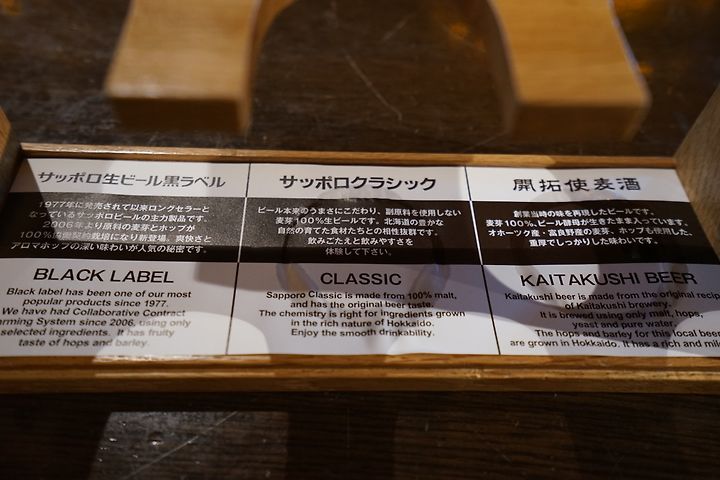 サッポロ生ビール黒ラベル
1977年に発売されて以来ロングセラーと
なっているサッポロビールの主力製品です。
2006年より原料の麦芽とホップが
100%協働契約栽培になり新登場。爽快さと
アロマホップの深い味わいが人気の秘密です。
BLACK LABEL
Black label has been one of our most
popular products since 1977.
We have had Collaborative Contract
arming System since 2006, using only
selected ingredients. It has fruity
taste of hops and barley.
サッポロクラシック
ビール本来のうまさにこだわり、副原料を使用しない
麦芽100%生ビールです。北海道の豊かな
自然の育てた食材たちとの相性抜群です。
飲みごたえと飲みやすさを
体験して下さい。
CLASSIC
Sapporo Classic is made from 100% malt,
and has the original beer taste.
The chemistry is right for ingredients grown
in the rich nature of Hokkaido.
Enjoy the smooth drinkability.
開拓使麦酒
創業当時の味を再現したビールです。
麦芽100%、ビール酵母が生きたまま入っています。
オホーツク産・富良野産の麦芽、ホップも使用した、
重厚でしっかりした味わいです。
KAITAKUSHI BEER
Kaitakushi beer is made from the original recip
of Kaitakushi brewery.
It is brewed using only malt, hops,
yeast and pure water.
The hops and barley for this local bee
are grown in Hokkaido. It has a rich and mil